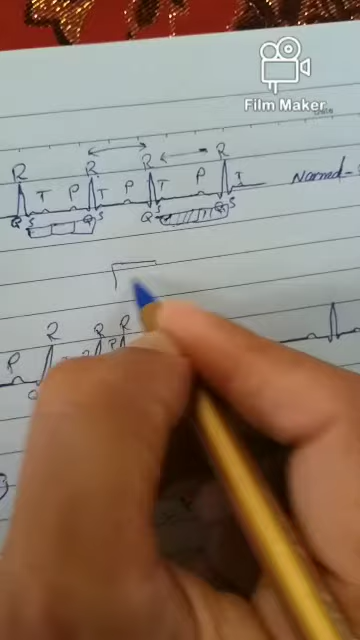 Film Maker
R R R R
T P T P T P T
Q S Q S Q S Q S
Normal
R R R
P P